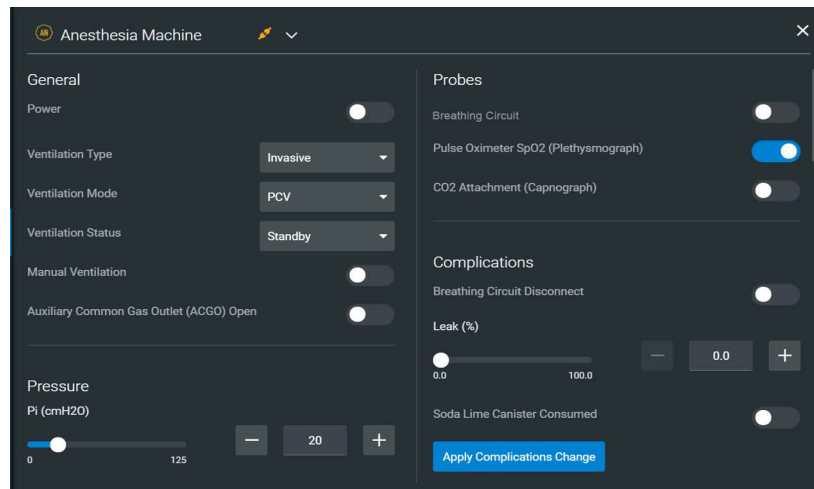 AN Anesthesia Machine
General
Power
Ventilation Type Invasive
Ventilation Mode PCV
Ventilation Status Standby
Manual Ventilation
Auxiliary Common Gas Outlet (ACGO) Open
Pressure
Pi (cmH2O)
20
0 125
Probes
Breathing Circuit
Pulse Oximeter SpO2 (Plethysmograph)
CO2 Attachment (Capnograph)
Complications
Breathing Circuit Disconnect
Leak (%)
0.0
0.0 100.0
Soda Lime Canister Consumed
Apply Complications Change